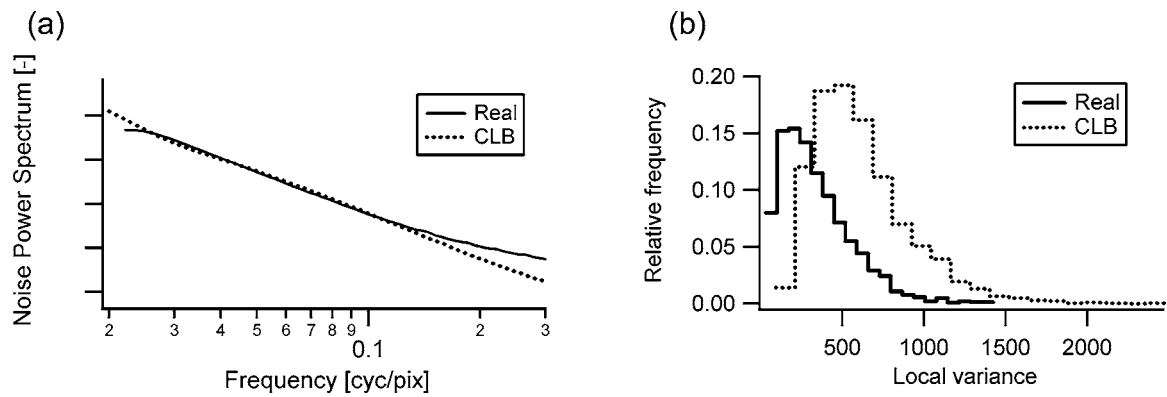 (a)
Noise Power Spectrum [-]
Real
CLB
2 3 4 5 6 7 8 9 0.1 2 3
Frequency [cyc/pix]
(b)
Relative frequency
0.20
0.15
0.10
0.05
0.00
Real
CLB
500 1000 1500 2000
Local variance